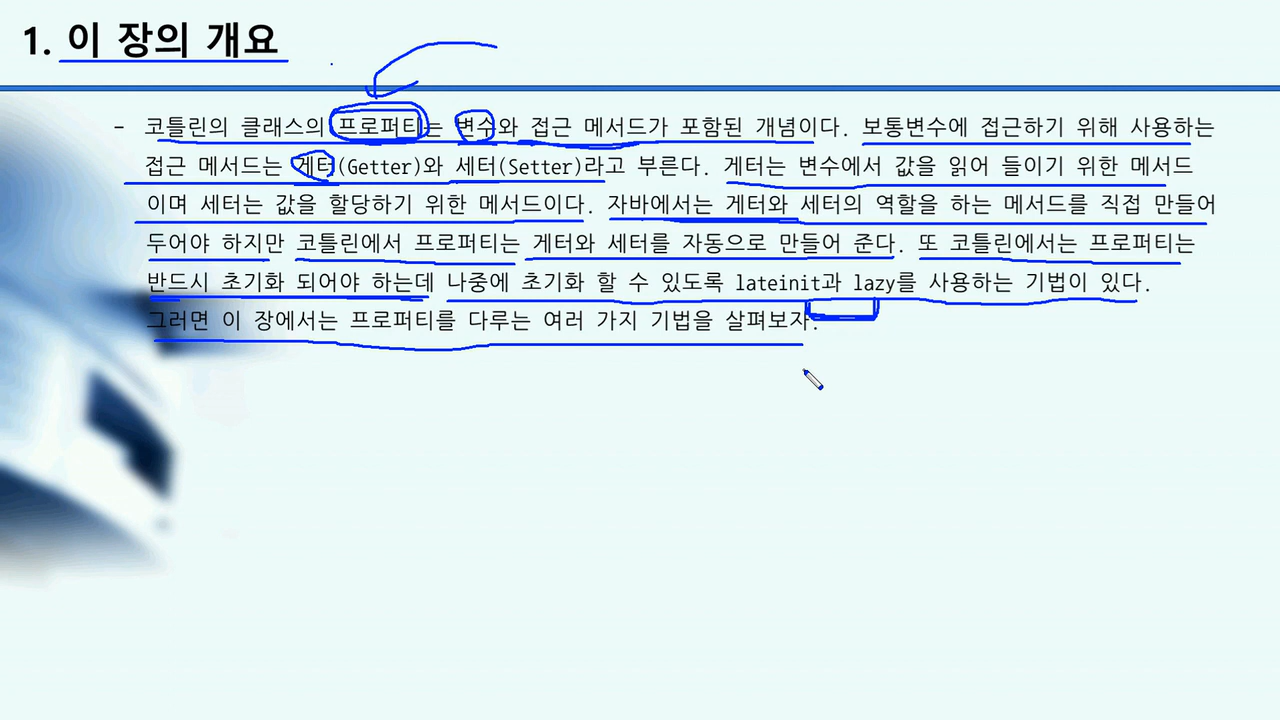 1. 이 장의 개요
- 코틀린의 클래스의 프로퍼티는 변수와 접근 메서드가 포함된 개념이다. 보통변수에 접근하기 위해 사용하는
접근 메서드는 게터(Getter)와 세터(Setter)라고 부른다. 게터는 변수에서 값을 읽어 들이기 위한 메서드
이며 세터는 값을 할당하기 위한 메서드이다. 자바에서는 게터와 세터의 역할을 하는 메서드를 직접 만들어
두어야 하지만 코틀린에서 프로퍼티는 게터와 세터를 자동으로 만들어 준다. 또 코틀린에서는 프로퍼티는
반드시 초기화 되어야 하는데 나중에 초기화 할 수 있도록 lateinit과 lazy를 사용하는 기법이 있다.
그러면 이 장에서는 프로퍼티를 다루는 여러 가지 기법을 살펴보자.